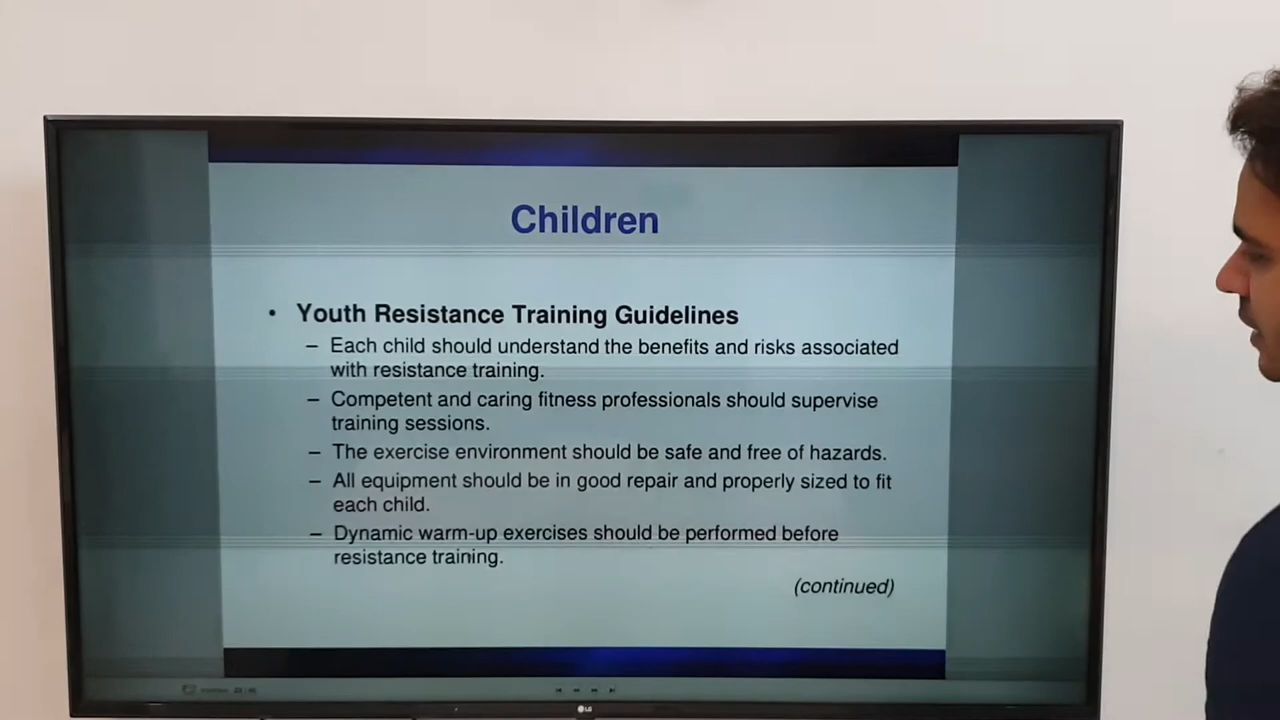 Children
• Youth Resistance Training Guidelines
– Each child should understand the benefits and risks associated
with resistance training.
– Competent and caring fitness professionals should supervise
training sessions.
– The exercise environment should be safe and free of hazards.
– All equipment should be in good repair and properly sized to fit
each child.
– Dynamic warm-up exercises should be performed before
resistance training.
(continued)
LG